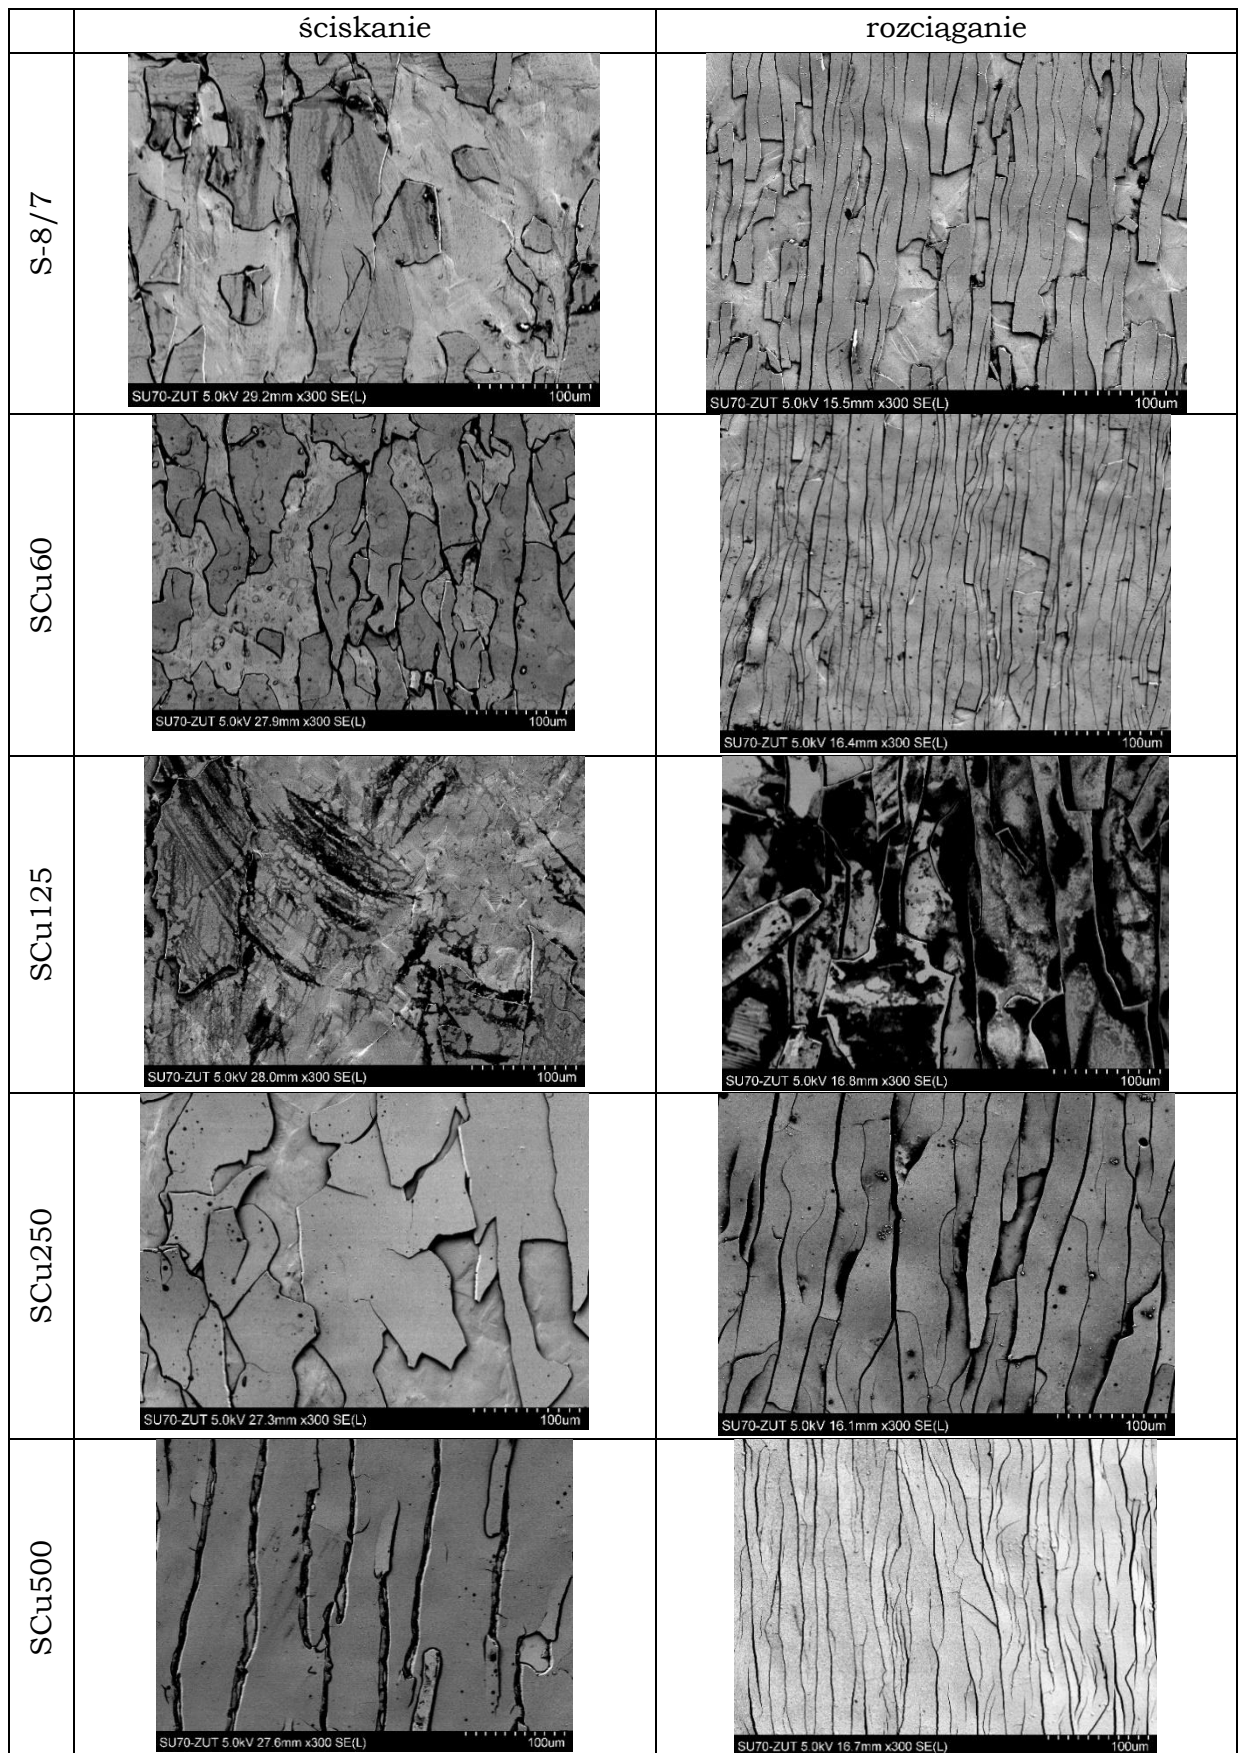 ściskanie
rozciąganie
S-8/7
SU70-ZUT 5.0kV 29.2mm x300 SE(L)
100um
SU70-ZUT 5.0kV 15.5mm x300 SE(L)
100um
SCu60
SU70-ZUT 5.0kV 27.9mm x300 SE(L)
100um
SU70-ZUT 5.0kV 16.4mm x300 SE(L)
100um
SCu125
SU70-ZUT 5.0kV 28.0mm x300 SE(L)
100um
SU70-ZUT 5.0kV 16.8mm x300 SE(L)
100um
SCu250
SU70-ZUT 5.0kV 27.3mm x300 SE(L)
100um
SU70-ZUT 5.0kV 16.1mm x300 SE(L)
100um
SCu500
SU70-ZUT 5.0kV 27.6mm x300 SE(L)
100um
SU70-ZUT 5.0kV 16.7mm x300 SE(L)
100um